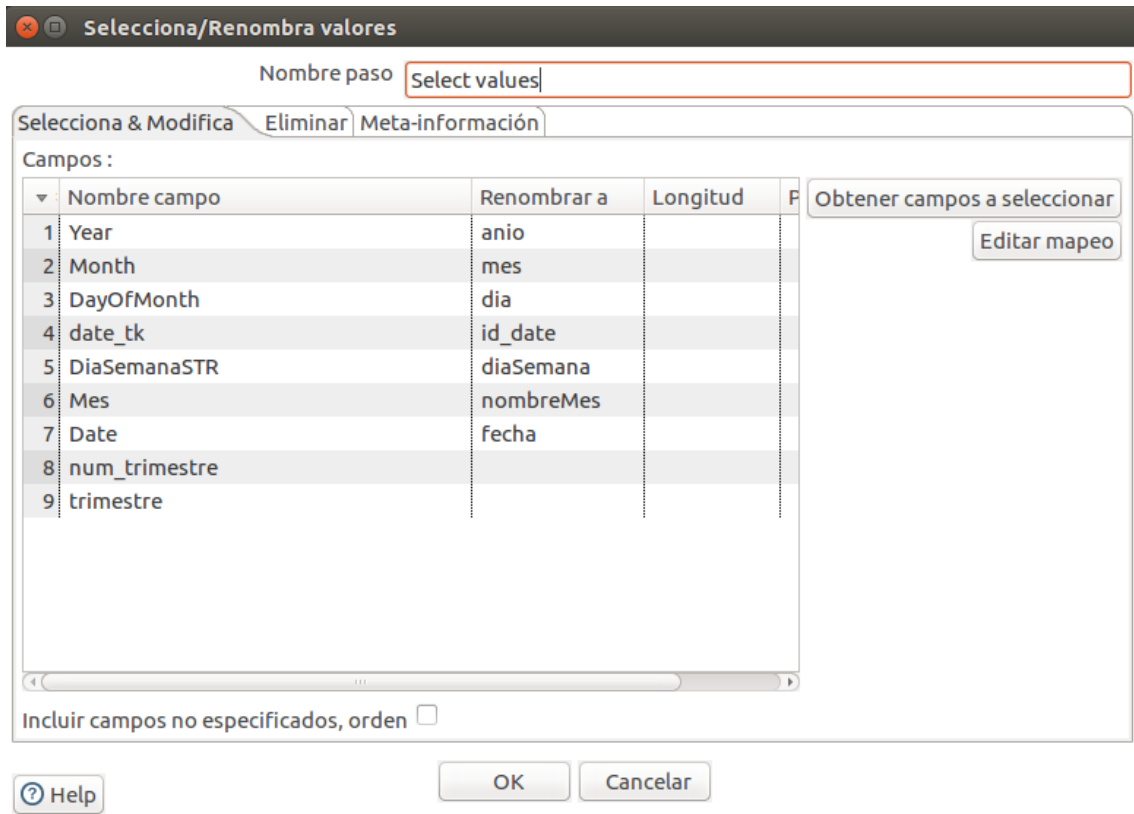 Selecciona/Renombra valores
Nombre paso Select values
Selecciona & Modifica Eliminar Meta-información
Campos :
Nombre campo Renombrar a Longitud P Obtener campos a seleccionar
Editar mapeo
1 Year anio
2 Month mes
3 DayOfMonth dia
4 date_tk id_date
5 DiaSemanaSTR diaSemana
6 Mes nombreMes
7 Date fecha
8 num_trimestre
9 trimestre
Incluir campos no especificados, orden
Help OK Cancelar